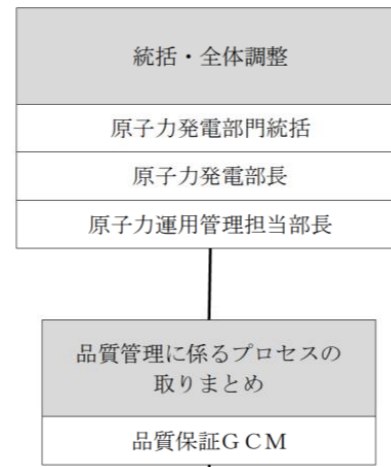 統括・全体調整
原子力発電部門統括
原子力発電部長
原子力運用管理担当部長
品質管理に係るプロセスの
取りまとめ
品質保証ＧＣＭ